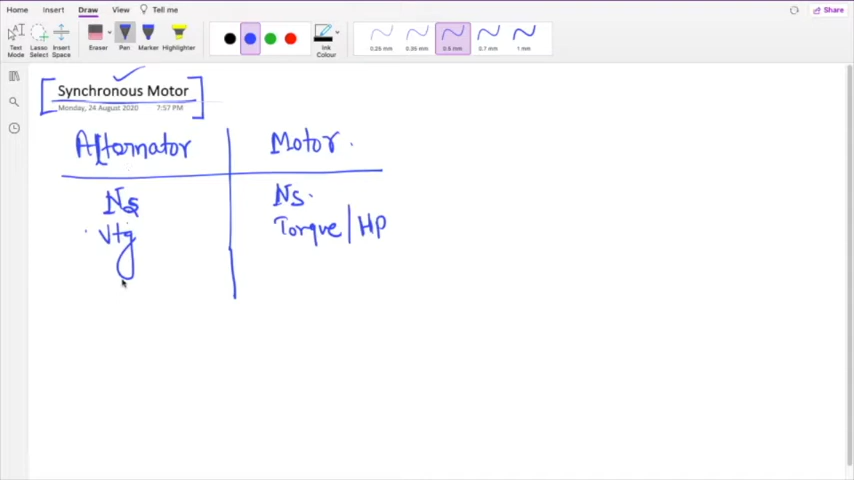 Home Insert Draw View Tell me Share
Text Mode Lasso Select Insert Space Eraser Pen Marker Highlighter Ink Colour 0.25 mm 0.35 mm 0.5 mm 0.7 mm 1 mm
Synchronous Motor
Monday, 24 August 2020 7:57 PM
Alternator Motor.
Ns Ns.
Vtg Torque | HP